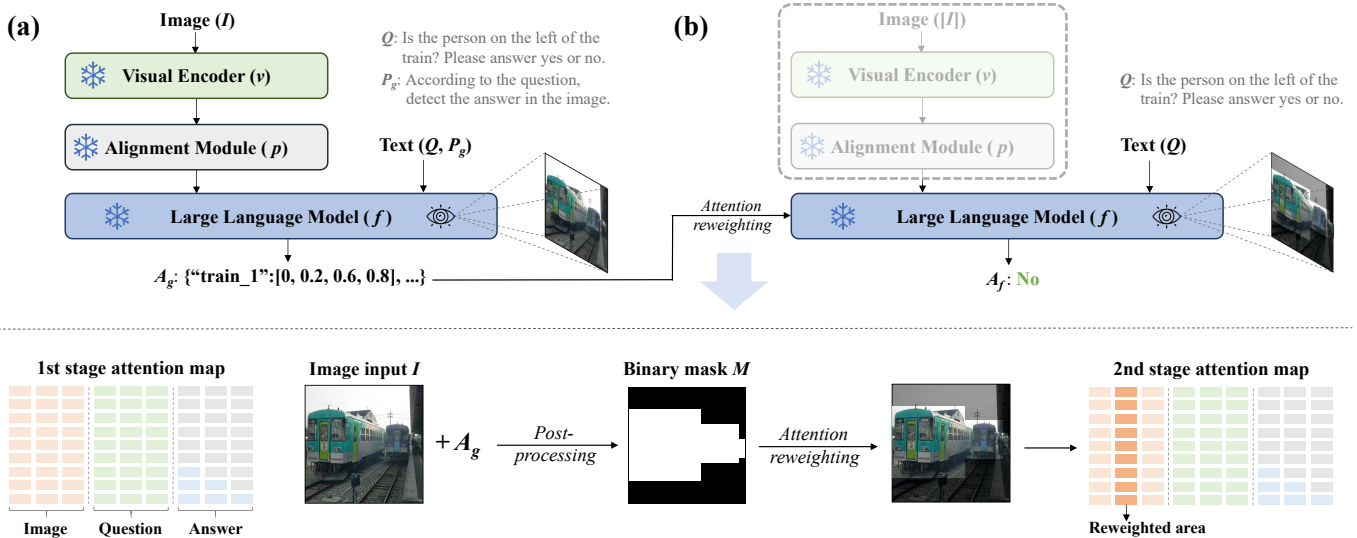 (a)
Image (I)
Visual Encoder (v)
Alignment Module ( p)
Q: Is the person on the left of the
train? Please answer yes or no.
Pg: According to the question,
detect the answer in the image.
Text (Q, Pg)
Large Language Model ( f )
Ag: {“train_1”:[0, 0.2, 0.6, 0.8], ...}
Attention
reweighting
(b)
Image ([I])
Visual Encoder (v)
Alignment Module ( p)
Q: Is the person on the left of the
train? Please answer yes or no.
Text (Q)
Large Language Model ( f )
Af: No
1st stage attention map
Image
Question
Answer
Image input I
+ Ag
Post-
processing
Binary mask M
Attention
reweighting
2nd stage attention map
Reweighted area